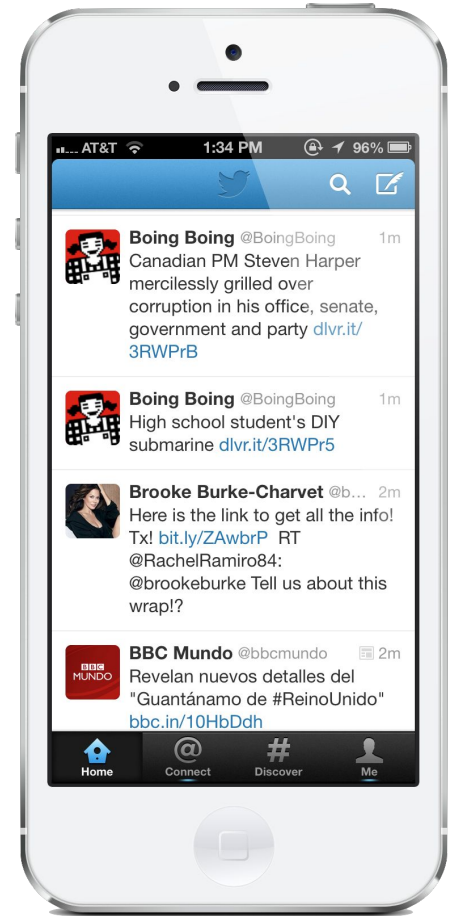 AT&T 1:34 PM 96%
Boing Boing @BoingBoing 1m
Canadian PM Steven Harper
mercilessly grilled over
corruption in his office, senate,
government and party dlvr.it/
3RWPrB
Boing Boing @BoingBoing 1m
High school student's DIY
submarine dlvr.it/3RWPr5
Brooke Burke-Charvet @b... 2m
Here is the link to get all the info!
Tx! bit.ly/ZAwbrP RT
@RachelRamiro84:
@brookeburke Tell us about this
wrap!?
BBC
MUNDO
BBC Mundo @bbcmundo 2m
Revelan nuevos detalles del
"Guantánamo de #ReinoUnido"
bbc.in/10HbDdh
Home @ Connect # Discover Me